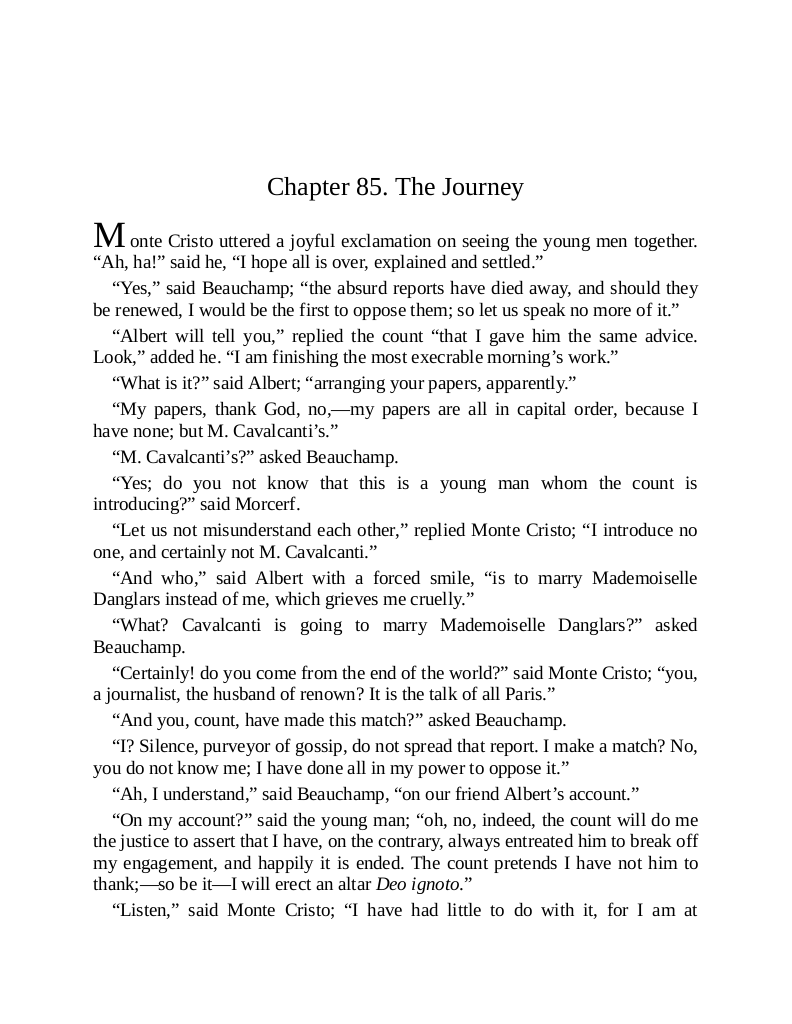 Chapter 85. The Journey
Monte Cristo uttered a joyful exclamation on seeing the young men together.
“Ah, ha!” said he, “I hope all is over, explained and settled.”
“Yes,” said Beauchamp; “the absurd reports have died away, and should they
be renewed, I would be the first to oppose them; so let us speak no more of it.”
“Albert will tell you,” replied the count “that I gave him the same advice.
Look,” added he. “I am finishing the most execrable morning’s work.”
“What is it?” said Albert; “arranging your papers, apparently.”
“My papers, thank God, no,—my papers are all in capital order, because I
have none; but M. Cavalcanti’s.”
“M. Cavalcanti’s?” asked Beauchamp.
“Yes; do you not know that this is a young man whom the count is
introducing?” said Morcerf.
“Let us not misunderstand each other,” replied Monte Cristo; “I introduce no
one, and certainly not M. Cavalcanti.”
“And who,” said Albert with a forced smile, “is to marry Mademoiselle
Danglars instead of me, which grieves me cruelly.”
“What? Cavalcanti is going to marry Mademoiselle Danglars?” asked
Beauchamp.
“Certainly! do you come from the end of the world?” said Monte Cristo; “you,
a journalist, the husband of renown? It is the talk of all Paris.”
“And you, count, have made this match?” asked Beauchamp.
“I? Silence, purveyor of gossip, do not spread that report. I make a match? No,
you do not know me; I have done all in my power to oppose it.”
“Ah, I understand,” said Beauchamp, “on our friend Albert’s account.”
“On my account?” said the young man; “oh, no, indeed, the count will do me
the justice to assert that I have, on the contrary, always entreated him to break off
my engagement, and happily it is ended. The count pretends I have not him to
thank;—so be it—I will erect an altar Deo ignoto.”
“Listen,” said Monte Cristo; “I have had little to do with it, for I am at